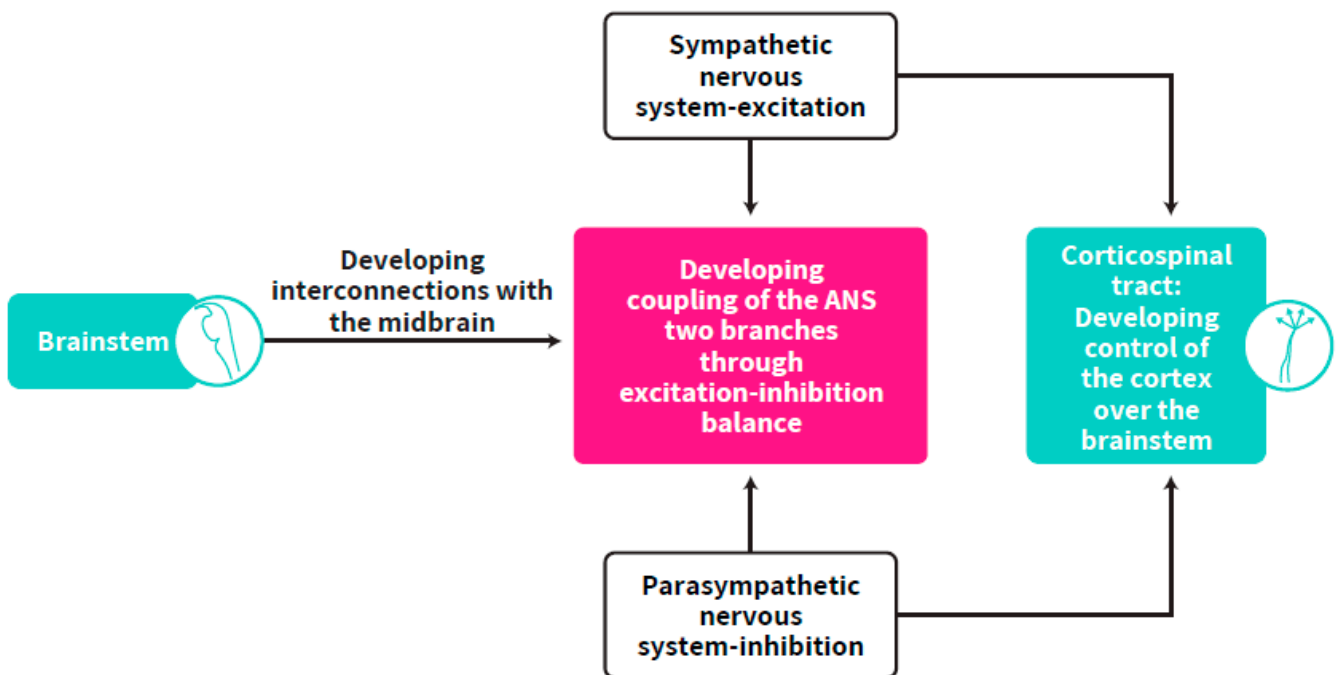 Sympathetic
nervous
system-excitation
Developing
interconnections with
the midbrain
Brainstem
Developing
coupling of the ANS
two branches
through
excitation-inhibition
balance
Corticospinal
tract:
Developing
control of
the cortex
over the
brainstem
Parasympathetic
nervous
system-inhibition